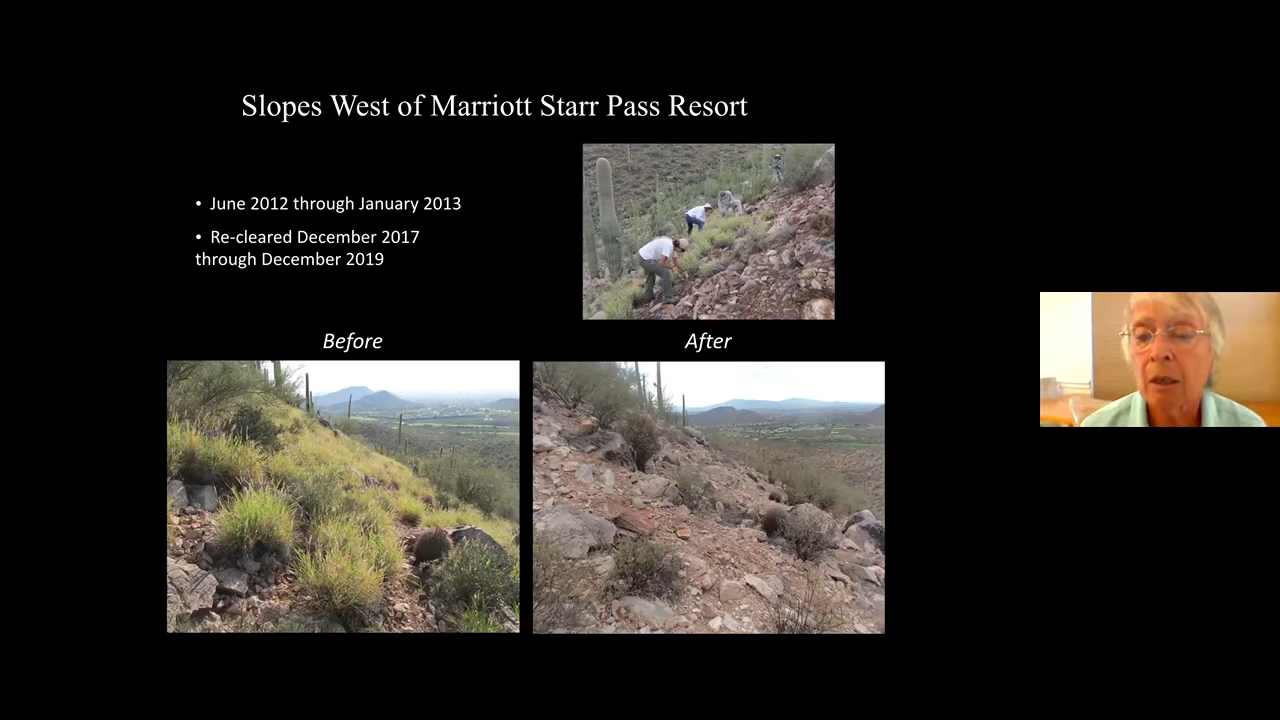 Slopes West of Marriott Starr Pass Resort
• June 2012 through January 2013
• Re-cleared December 2017
through December 2019
Before
After